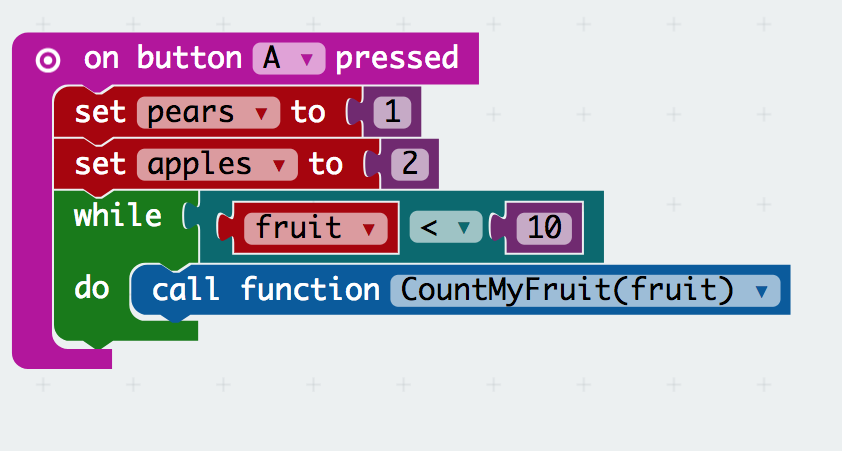 on button A pressed
set pears to 1
set apples to 2
while fruit < 10
do call function CountMyFruit(fruit)